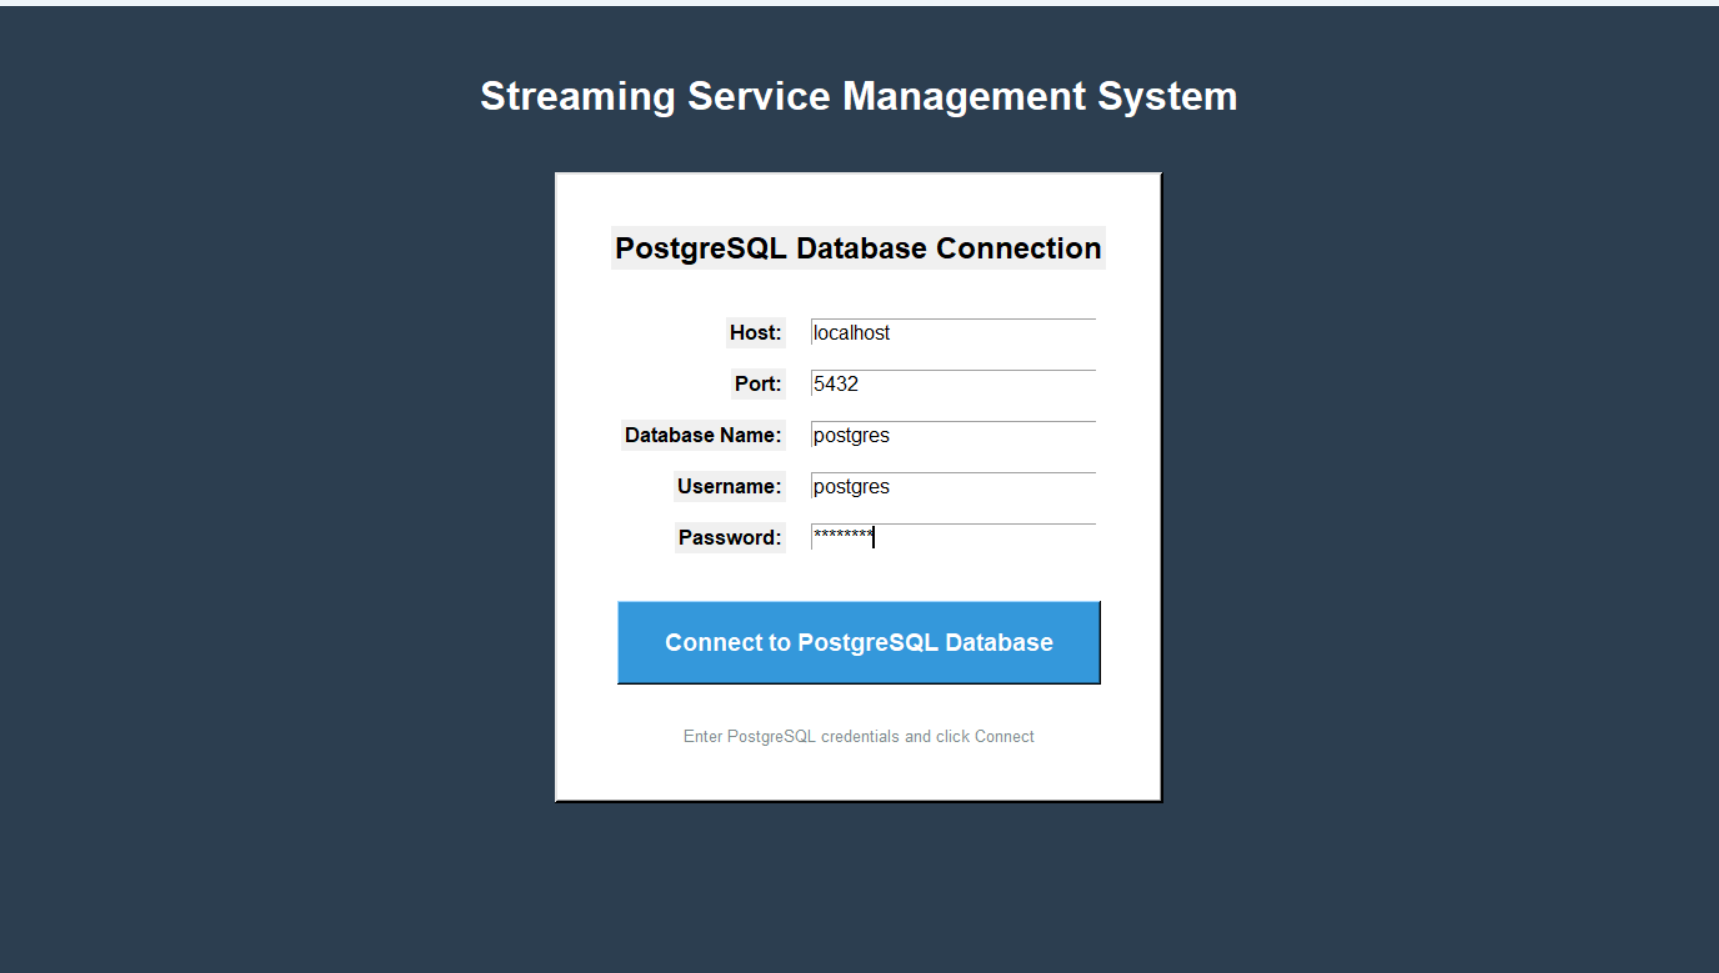 Streaming Service Management System
PostgreSQL Database Connection
Host: localhost
Port: 5432
Database Name: postgres
Username: postgres
Password: ********
Connect to PostgreSQL Database
Enter PostgreSQL credentials and click Connect